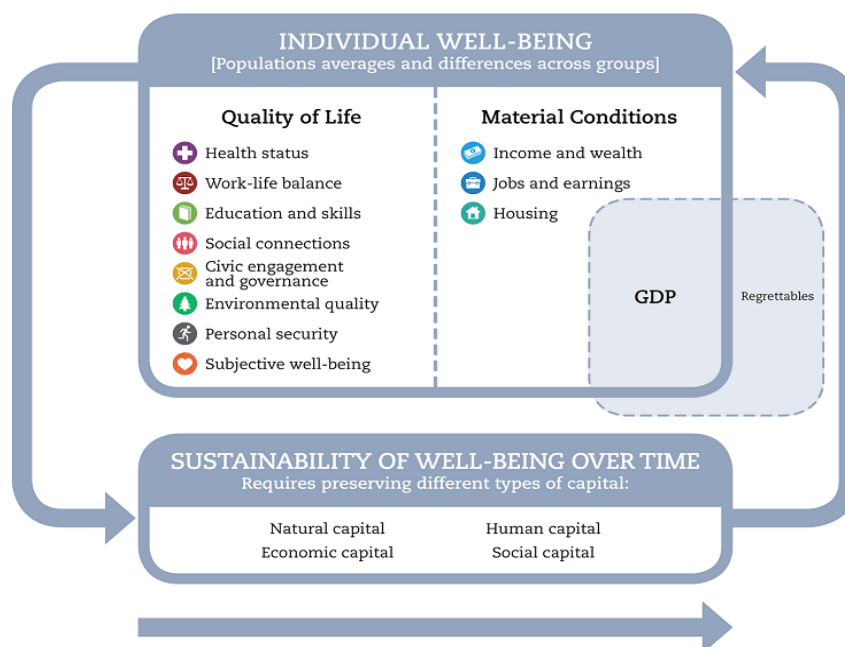 INDIVIDUAL WELL-BEING
[Populations averages and differences across groups]
Quality of Life
Health status
Work-life balance
Education and skills
Social connections
Civic engagement
and governance
Environmental quality
Personal security
Subjective well-being
Material Conditions
Income and wealth
Jobs and earnings
Housing
GDP
Regrettables
SUSTAINABILITY OF WELL-BEING OVER TIME
Requires preserving different types of capital:
Natural capital
Human capital
Economic capital
Social capital